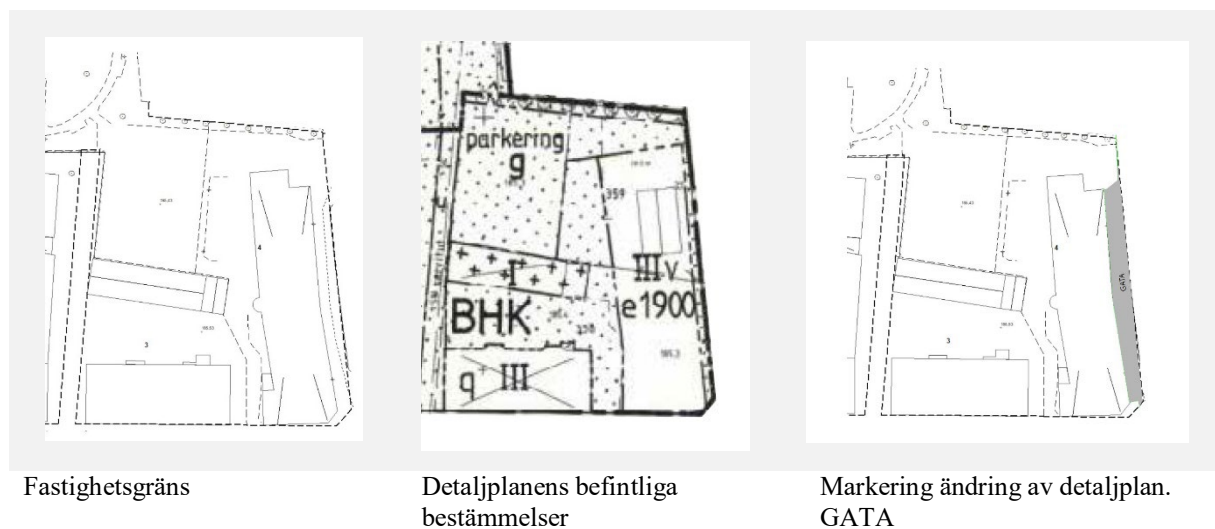 4
3
parkering
g
359
I
III v
e1900
BHK
q III
4
GATA
3
Fastighetsgräns
Detaljplanens befintliga
bestämmelser
Markering ändring av detaljplan.
GATA